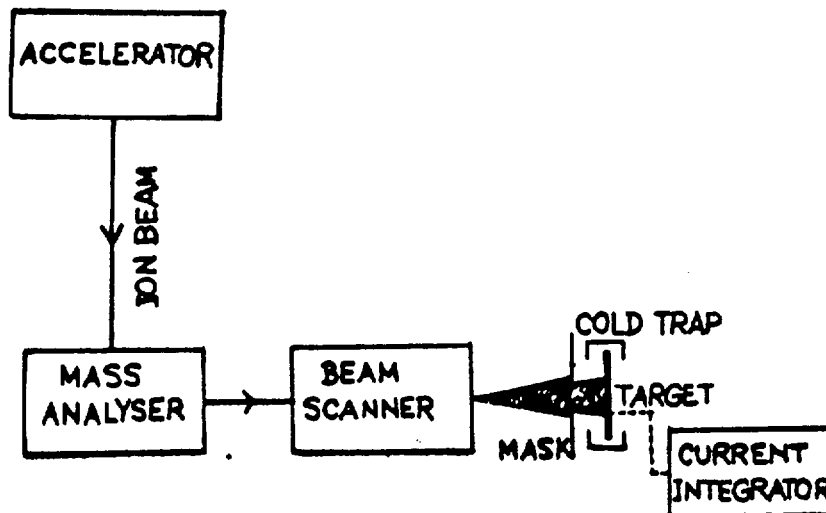 ACCELERATOR
ION BEAM
MASS
ANALYSER
BEAM
SCANNER
COLD TRAP
TARGET
MASK
CURRENT
INTEGRATOR